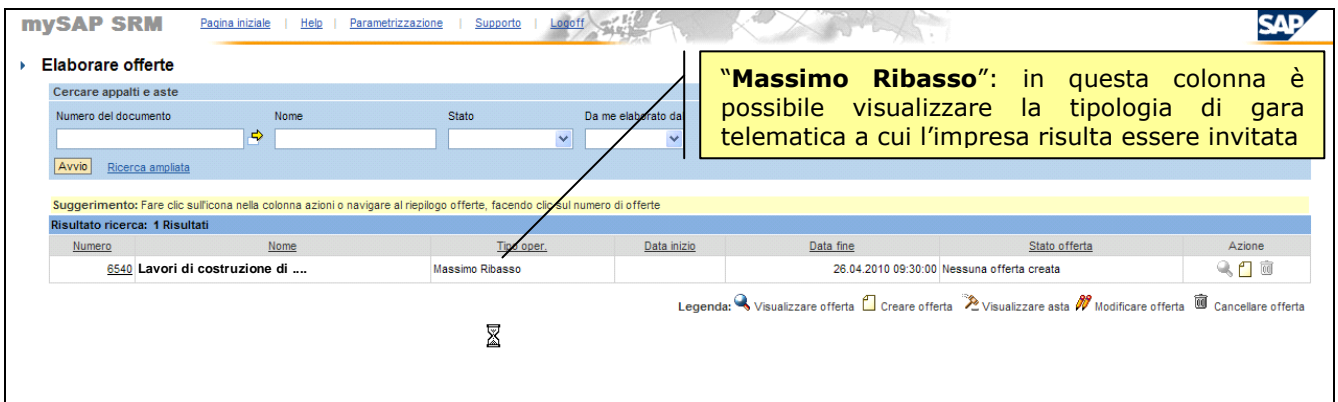 mySAP SRM Pagina iniziale | Help | Parametrizzazione | Supporto | Logoff SAP
Elaborare offerte
Cercare appalti e aste
Numero del documento Nome Stato Da me elaborato dal
Avvio Ricerca ampliata
“Massimo Ribasso”: in questa colonna è
possibile visualizzare la tipologia di gara
telematica a cui l’impresa risulta essere invitata
Suggerimento: Fare clic sull'icona nella colonna azioni o navigare al riepilogo offerte, facendo clic sul numero di offerte
Risultato ricerca: 1 Risultati
Numero Nome Tipo oper. Data inizio Data fine Stato offerta Azione
6540 Lavori di costruzione di .... Massimo Ribasso 26.04.2010 09:30:00 Nessuna offerta creata
Legenda: Visualizzare offerta Creare offerta Visualizzare asta Modificare offerta Cancellare offerta